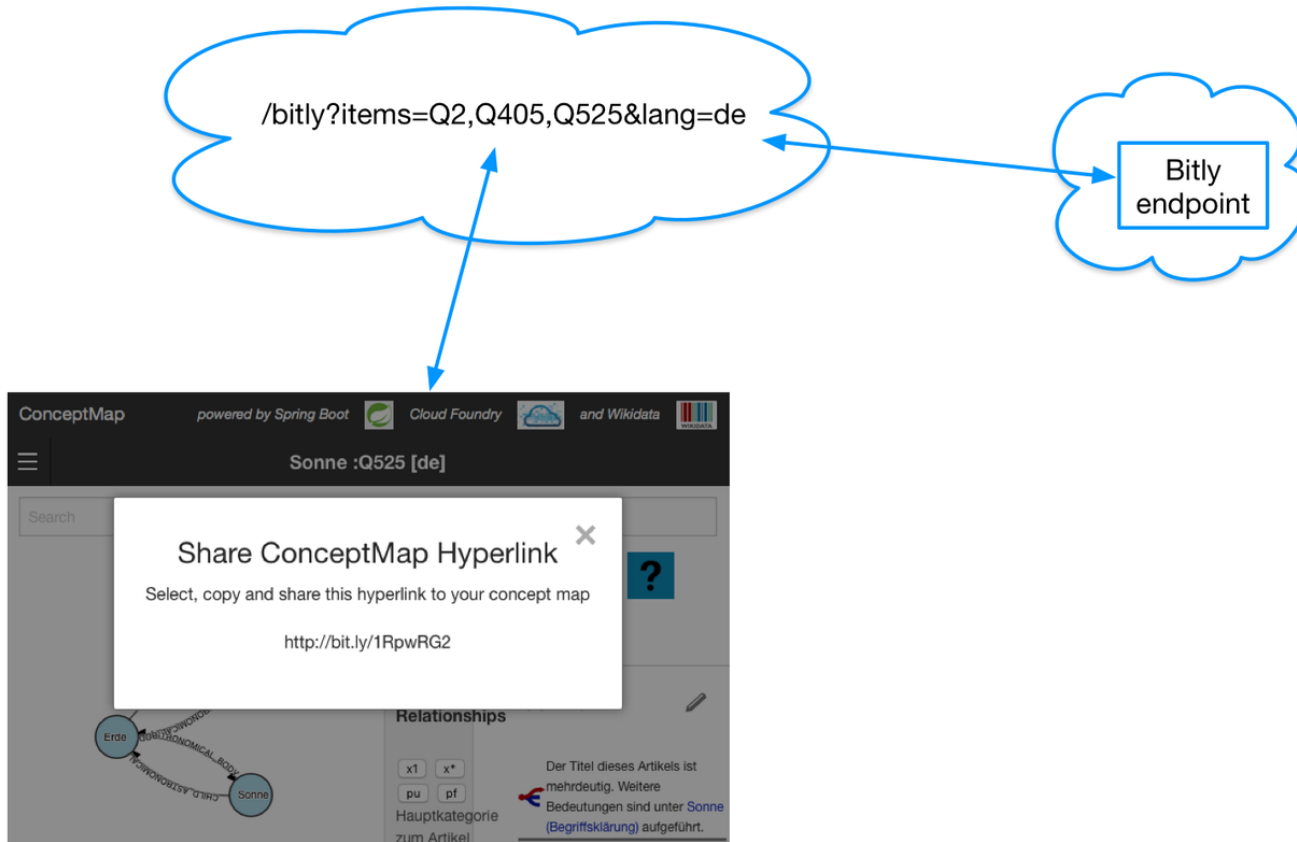 /bitly?items=Q2,Q405,Q525&lang=de
Bitly
endpoint
ConceptMap powered by Spring Boot Cloud Foundry and Wikidata WIKIDATA
Sonne :Q525 [de]
Search
?
Share ConceptMap Hyperlink
Select, copy and share this hyperlink to your concept map
http://bit.ly/1RpwRG2
Relationships
Erde
CHILD_ASTRONOMICAL
Sonne
x1 x*
pu pf
Hauptkategorie
zum Artikel
Der Titel dieses Artikels ist
mehrdeutig. Weitere
Bedeutungen sind unter Sonne
(Begriffsklärung) aufgeführt.